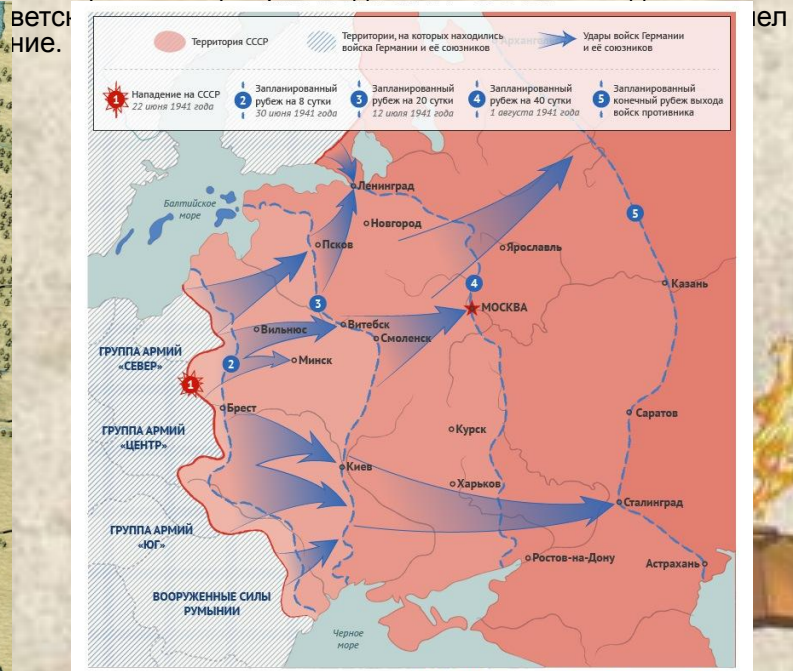 ветск
ел
ние.
Территория СССР
Территории, на которых находились
войска Германии и её союзников
Удары войск Германии
и её союзников
1
Нападение на СССР
22 июня 1941 года
2
Запланированный
рубеж на 8 сутки
30 июня 1941 года
3
Запланированный
рубеж на 20 сутки
12 июля 1941 года
4
Запланированный
рубеж на 40 сутки
1 августа 1941 года
5
Запланированный
конечный рубеж выхода
войск противника
Ленинград
Балтийское
море
Новгород
5
Псков
Ярославль
Казань
4
3
МОСКВА
Вильнюс
Витебск
Смоленск
ГРУППА АРМИЙ
«СЕВЕР»
2
Минск
1
Брест
Саратов
ГРУППА АРМИЙ
«ЦЕНТР»
Курск
Киев
Харьков
Сталинград
ГРУППА АРМИЙ
«ЮГ»
Ростов-на-Дону
Астрахань
ВООРУЖЕННЫЕ СИЛЫ
РУМЫНИИ
Черное
море